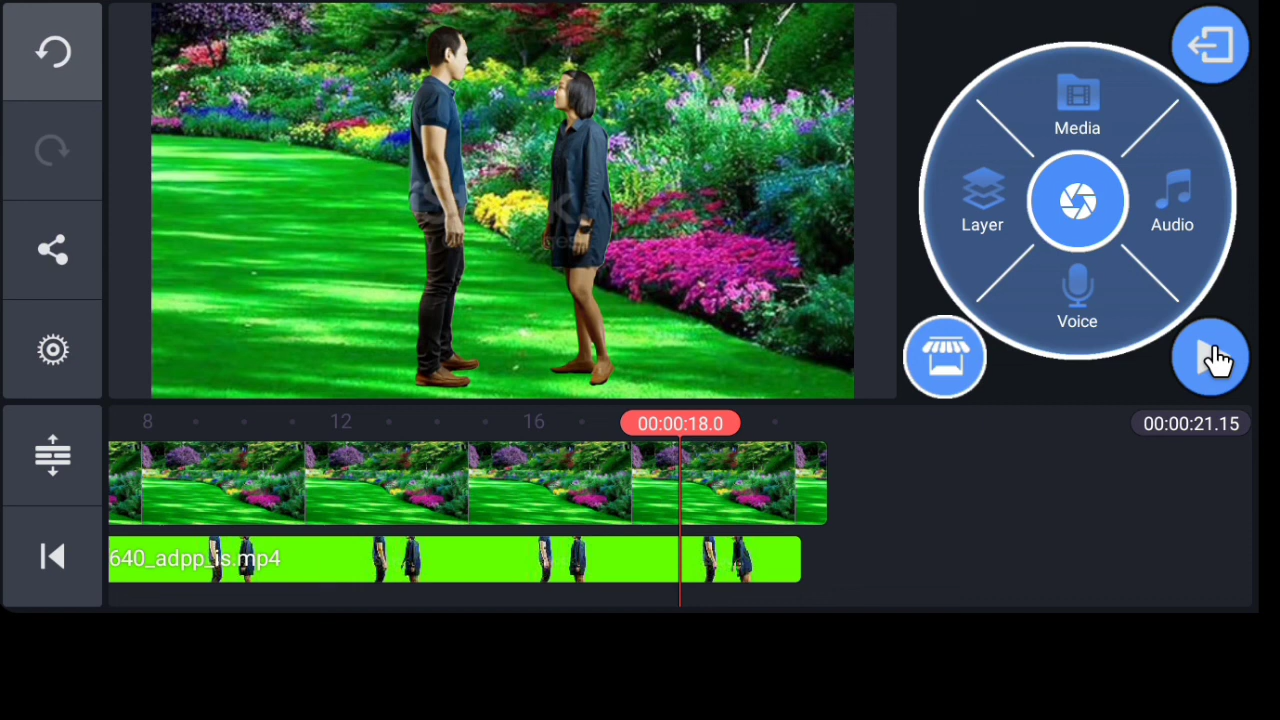 Media
Layer
Audio
Voice
8
12
16
00:00:18.0
00:00:21.15
640_adpp_is.mp4